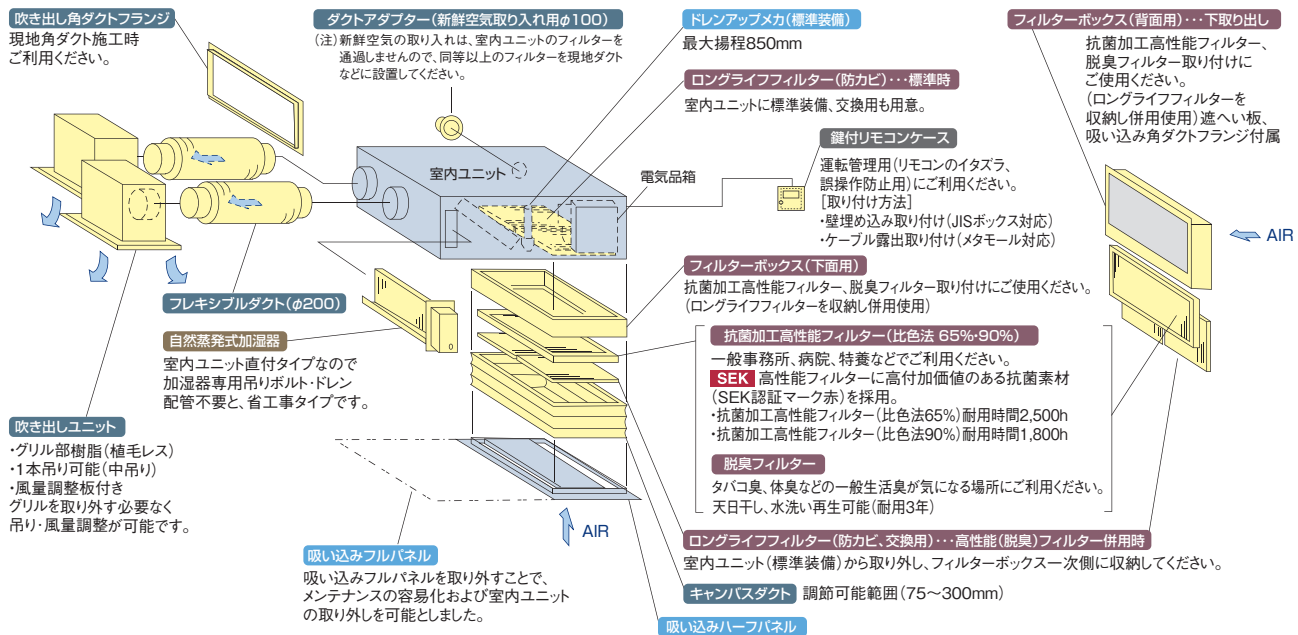 吹き出し角ダクトフランジ
現地角ダクト施工時
ご利用ください。
ダクトアダプター(新鮮空気取り入れ用φ100)
(注)新鮮空気の取り入れは、室内ユニットのフィルターを
通過しませんので、同等以上のフィルターを現地ダクト
などに設置してください。
ドレンアップメカ(標準装備)
最大揚程850mm
ロングライフフィルター(防カビ)･･･標準時
室内ユニットに標準装備、交換用も用意。
フィルターボックス(背面用)･･･下取り出し
抗菌加工高性能フィルター、
脱臭フィルター取り付けに
ご使用ください。
(ロングライフフィルターを
収納し併用使用)遮へい板、
吸い込み角ダクトフランジ付属
鍵付リモコンケース
運転管理用(リモコンのイタズラ、
誤操作防止用)にご利用ください。
[取り付け方法]
・壁埋め込み取り付け(JISボックス対応)
・ケーブル露出取り付け(メタモール対応)
室内ユニット
電気品箱
AIR
フィルターボックス(下面用)
抗菌加工高性能フィルター、脱臭フィルター取り付けにご使用ください。
(ロングライフフィルターを収納し併用使用)
フレキシブルダクト(φ200)
自然蒸発式加湿器
室内ユニット直付タイプなので
加湿器専用吊りボルト・ドレン
配管不要と、省工事タイプです。
抗菌加工高性能フィルター(比色法 65%・90%)
一般事務所、病院、特養などでご利用ください。
SEK 高性能フィルターに高付加価値のある抗菌素材
(SEK認証マーク赤)を採用。
・抗菌加工高性能フィルター(比色法65%)耐用時間2,500h
・抗菌加工高性能フィルター(比色法90%)耐用時間1,800h
脱臭フィルター
タバコ臭、体臭などの一般生活臭が気になる場所にご利用ください。
天日干し、水洗い再生可能(耐用3年)
吹き出しユニット
・グリル部樹脂(植毛レス)
・1本吊り可能(中吊り)
・風量調整板付き
グリルを取り外す必要なく
吊り・風量調整が可能です。
AIR
吸い込みフルパネル
吸い込みフルパネルを取り外すことで、
メンテナンスの容易化および室内ユニット
の取り外しを可能としました。
ロングライフフィルター(防カビ、交換用)･･･高性能(脱臭)フィルター併用時
室内ユニット(標準装備)から取り外し、フィルターボックス一次側に収納してください。
キャンバスダクト 調節可能範囲(75〜300mm)
吸い込みハーフパネル